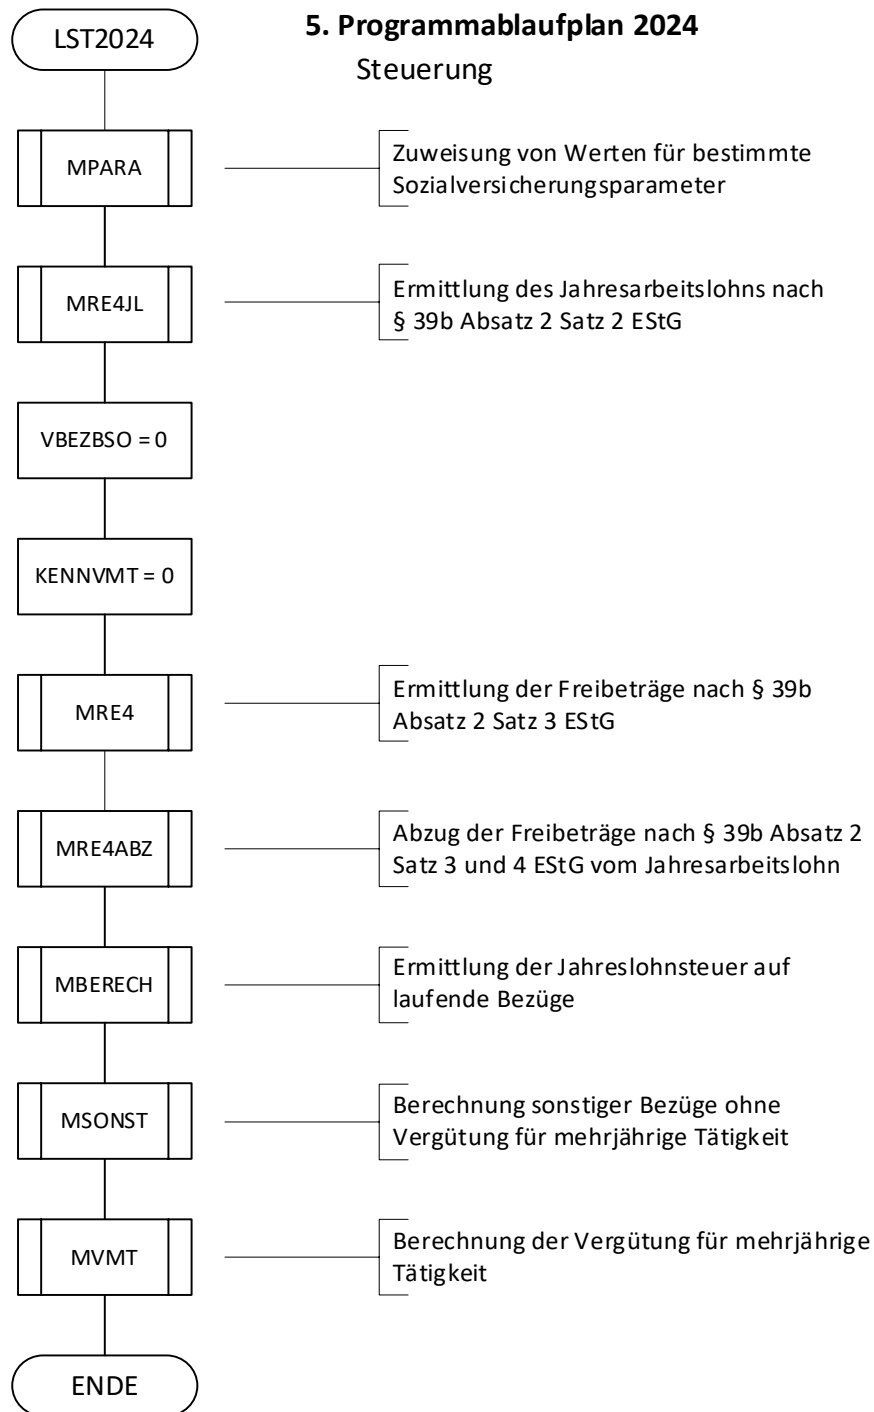 5. Programmablaufplan 2024
LST2024
Steuerung
MPARA
Zuweisung von Werten für bestimmte
Sozialversicherungsparameter
MRE4JL
Ermittlung des Jahresarbeitslohns nach
§ 39b Absatz 2 Satz 2 EStG
VBEZBSO = 0
KENNVMT = 0
MRE4
Ermittlung der Freibeträge nach § 39b
Absatz 2 Satz 3 EStG
MRE4ABZ
Abzug der Freibeträge nach § 39b Absatz 2
Satz 3 und 4 EStG vom Jahresarbeitslohn
MBERECH
Ermittlung der Jahreslohnsteuer auf
laufende Bezüge
MSONST
Berechnung sonstiger Bezüge ohne
Vergütung für mehrjährige Tätigkeit
MVMT
Berechnung der Vergütung für mehrjährige
Tätigkeit
ENDE